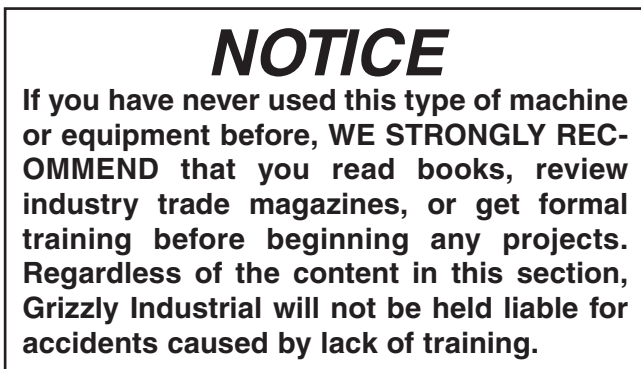 NOTICE
If you have never used this type of machine
or equipment before, WE STRONGLY REC-
OMMEND that you read books, review
industry trade magazines, or get formal
training before beginning any projects.
Regardless of the content in this section,
Grizzly Industrial will not be held liable for
accidents caused by lack of training.